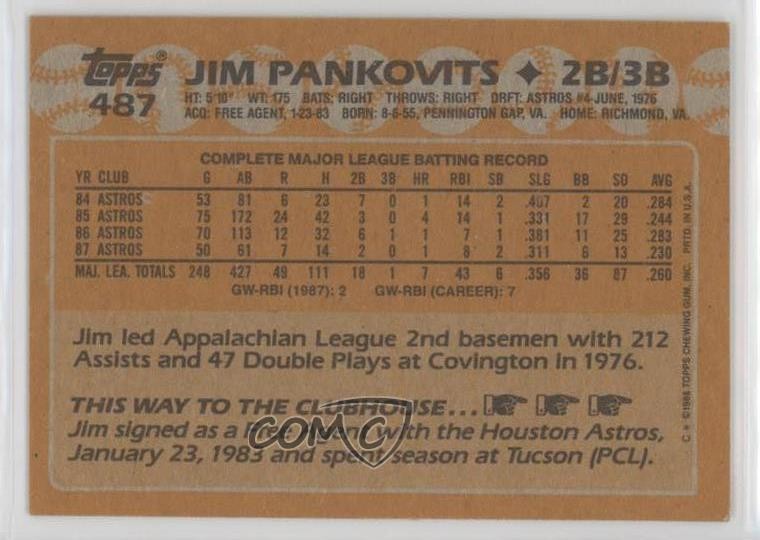 Topps®
487
JIM PANKOVITS ✦ 2B/3B
HT: 5'10" WT: 175 BATS: RIGHT THROWS: RIGHT DRFT: ASTROS #4-JUNE, 1976
ACQ: FREE AGENT, 1-23-83 BORN: 8-6-55, PENNINGTON GAP, VA. HOME: RICHMOND, VA.
COMPLETE MAJOR LEAGUE BATTING RECORD
YR CLUB G AB R H 2B 3B HR RBI SB SLG BB SO AVG
84 ASTROS 53 81 6 23 7 0 1 14 2 .407 2 20 .284
85 ASTROS 75 172 24 42 3 0 4 14 1 .331 17 29 .244
86 ASTROS 70 113 12 32 6 1 1 7 1 .381 11 25 .283
87 ASTROS 50 61 7 14 2 0 1 8 2 .311 6 13 .230
MAJ. LEA. TOTALS 248 427 49 111 18 1 7 43 6 .356 36 87 .260
GW-RBI (1987): 2 GW-RBI (CAREER): 7
Jim led Appalachian League 2nd basemen with 212
Assists and 47 Double Plays at Covington in 1976.
THIS WAY TO THE CLUBHOUSE...
Jim signed as a Free Agent with the Houston Astros,
January 23, 1983 and spent season at Tucson (PCL).
COMC
C * ©1988 TOPPS CHEWING GUM, INC. PRTD. IN U.S.A.